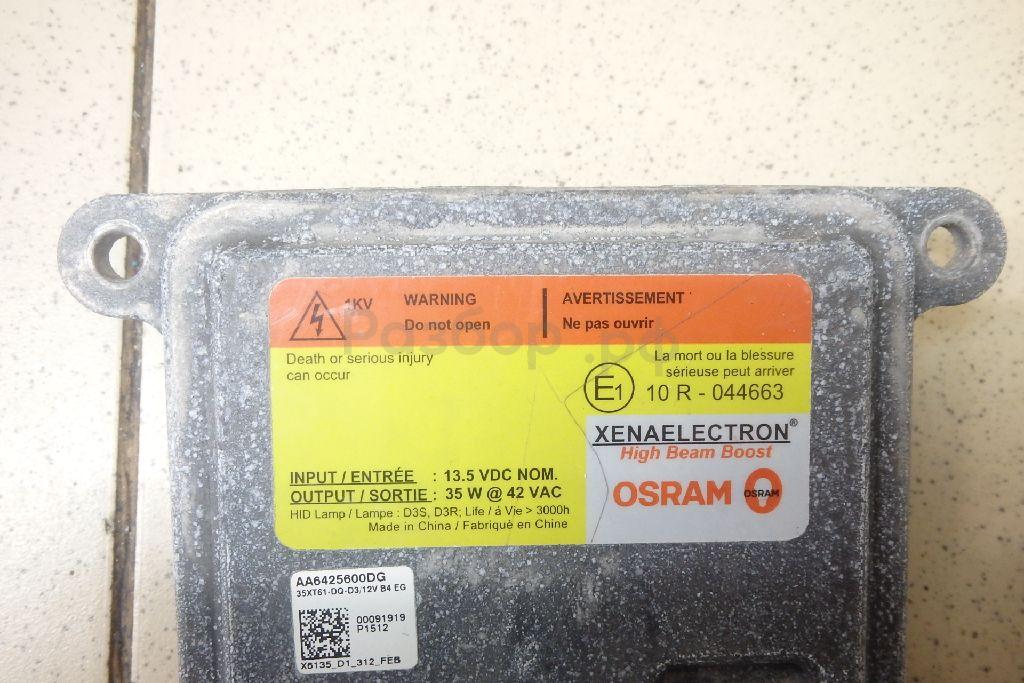 1KV
WARNING
Do not open
AVERTISSEMENT
Ne pas ouvrir
Разбор.рф
Death or serious injury
can occur
La mort ou la blessure
sérieuse peut arriver
E1
10 R - 044663
XENAELECTRON®
High Beam Boost
OSRAM OSRAM
INPUT / ENTRÉE : 13.5 VDC NOM.
OUTPUT / SORTIE : 35 W @ 42 VAC
HID Lamp / Lampe : D3S, D3R; Life / á Vie > 3000h
Made in China / Fabriqué en Chine
AA6425600DG
35XT61-DQ-D3/12V B4 EG
00091919
P1512
X6135_D1_312_FEB